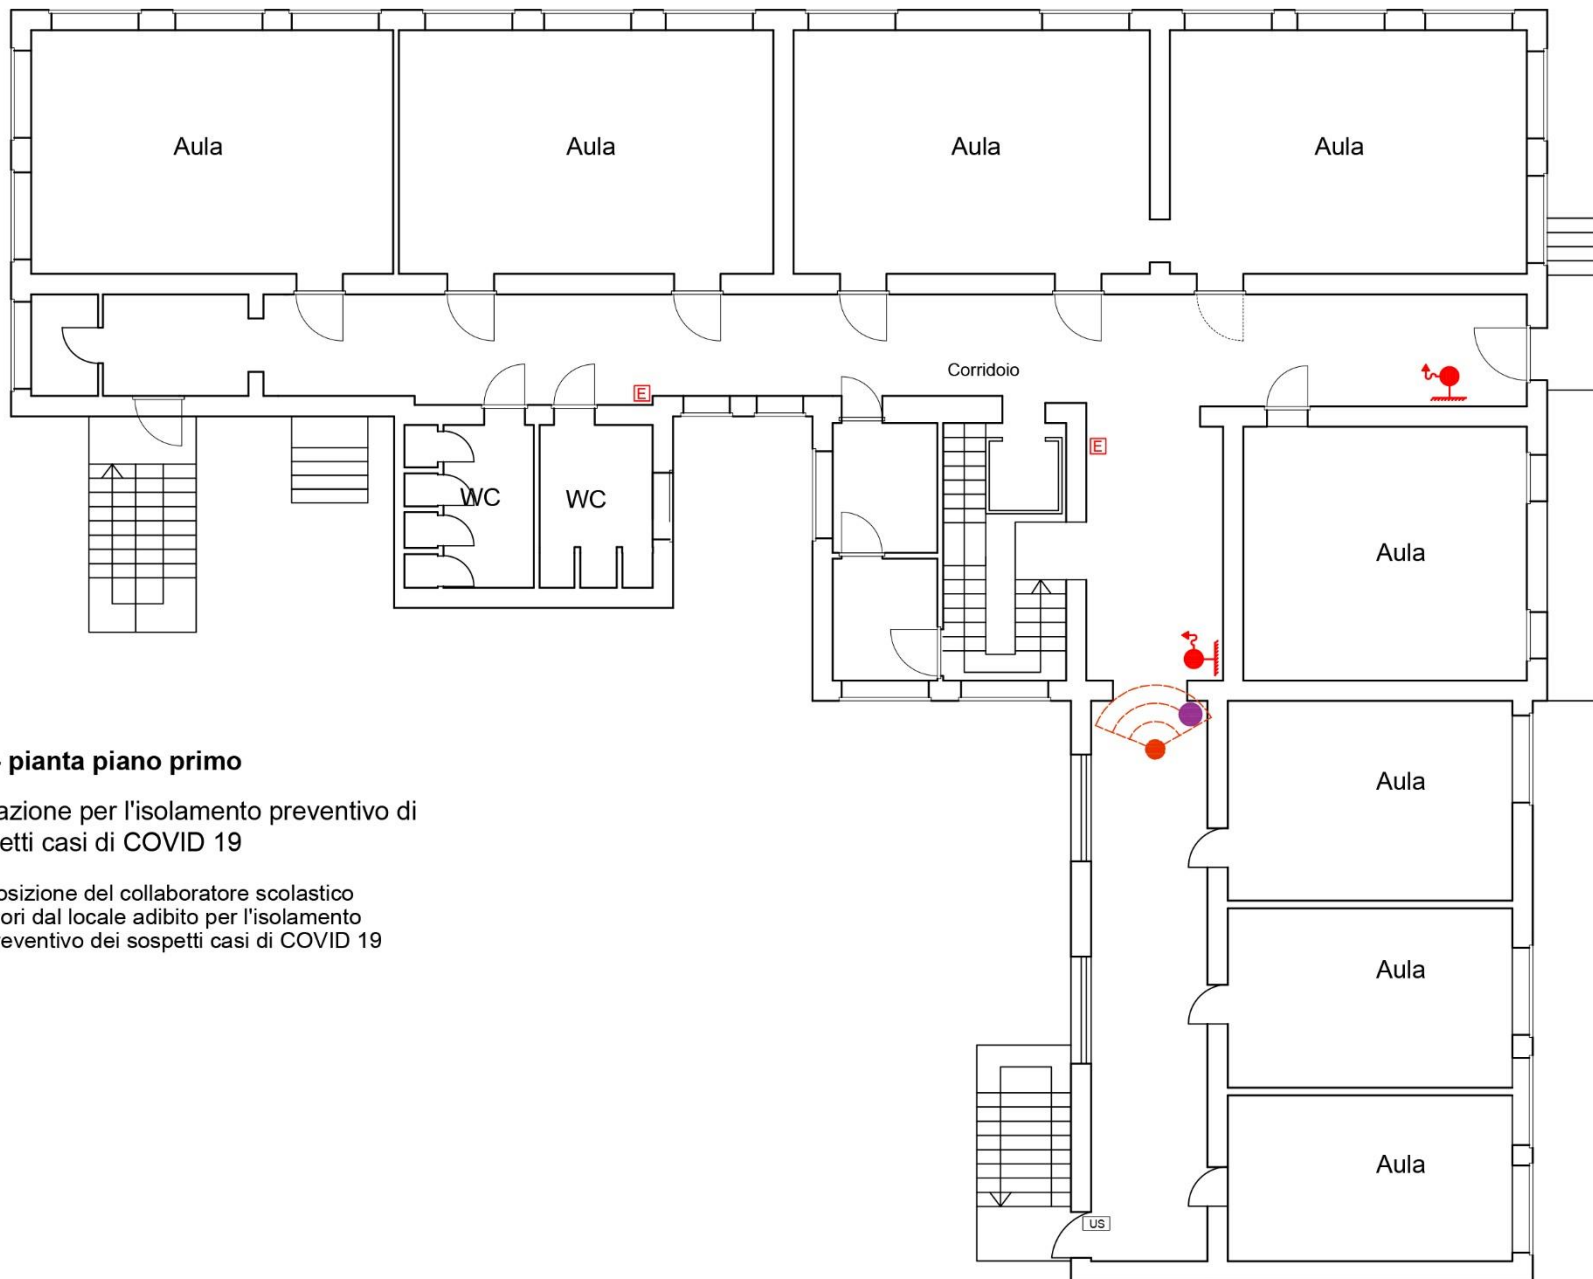 Aula
Aula
Aula
Aula
Corridoio
E
E
WC
WC
Aula
pianta piano primo
azione per l'isolamento preventivo di
etti casi di COVID 19
osizione del collaboratore scolastico
ori dal locale adibito per l'isolamento
eventivo dei sospetti casi di COVID 19
Aula
Aula
Aula
US